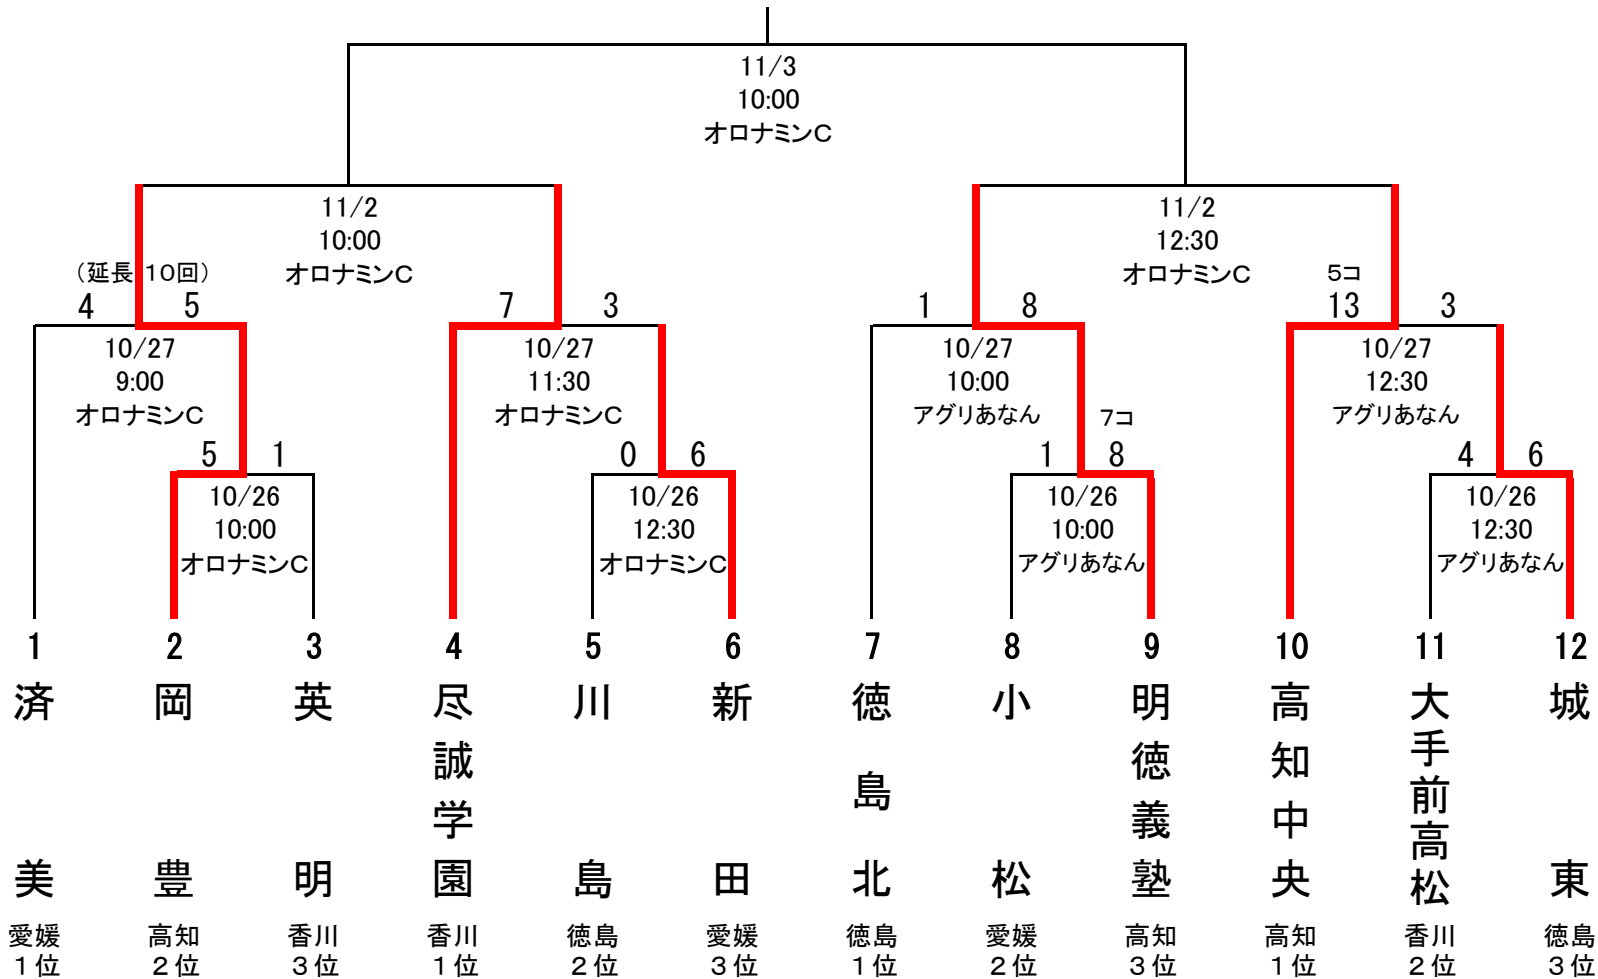 11/3
10:00
オロナミンC
11/2
10:00
オロナミンC
11/2
12:30
オロナミンC
（延長 10回）
5コ
4 5
7 3
1 8
13 3
10/27
9:00
オロナミンC
10/27
11:30
オロナミンC
10/27
10:00
アグリあなん
10/27
12:30
アグリあなん
7コ
5 1
0 6
1 8
4 6
10/26
10:00
オロナミンC
10/26
12:30
オロナミンC
10/26
10:00
アグリあなん
10/26
12:30
アグリあなん
1 2 3 4 5 6 7 8 9 10 11 12
済美
岡豊
英明
尽誠学園
川島
新田
徳島北
小松
明徳義塾
高知中央
大手前高松
城東
愛媛 高知 香川 香川 徳島 愛媛 徳島 愛媛 高知 高知 香川 徳島
1位 2位 3位 1位 2位 3位 1位 2位 3位 1位 2位 3位